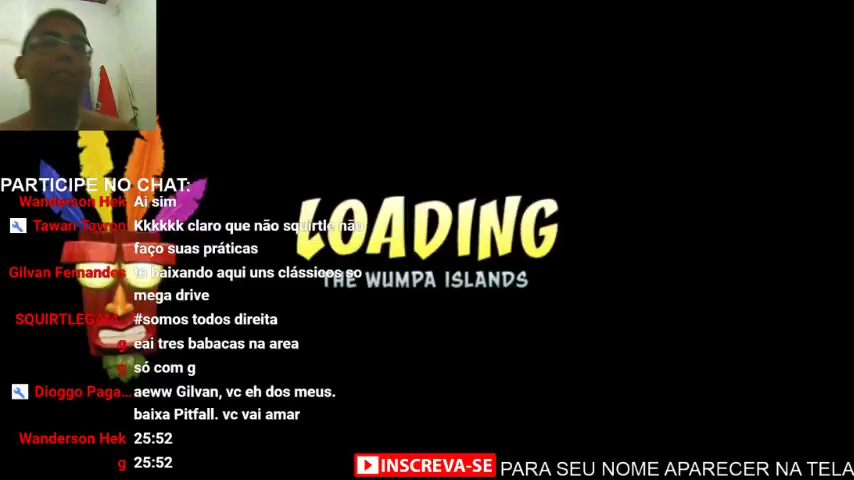 PARTICIPE NO CHAT:
Wanderson Hek Ai sim
Tawan Tayron Kkkkkk claro que não squirtle não
faço suas práticas
Gilvan Fernandes to baixando aqui uns clássicos so
mega drive
#somos todos direita
g eai tres babacas na area
g só com g
Dioggo Paga... aeww Gilvan, vc eh dos meus.
baixa Pitfall. vc vai amar
Wanderson Hek 25:52
g 25:52
LOADING
THE WUMPA ISLANDS
INSCREVA-SE PARA SEU NOME APARECER NA TELA